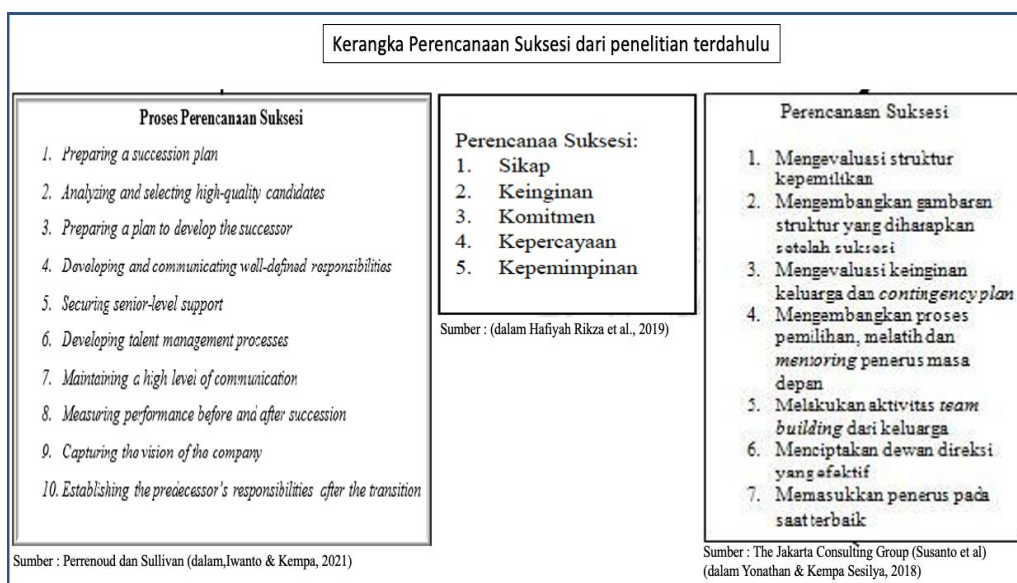 Kerangka Perencanaan Suksesi dari penelitian terdahulu
Proses Perencanaan Suksesi
1. Preparing a succession plan
2. Analyzing and selecting high-quality candidates
3. Preparing a plan to develop the successor
4. Developing and communicating well-defined responsibilities
5. Securing senior-level support
6. Developing talent management processes
7. Maintaining a high level of communication
8. Measuring performance before and after succession
9. Capturing the vision of the company
10. Establishing the predecessor's responsibilities after the transition
Sumber : Perrenoud dan Sullivan (dalam,Iwanto & Kempa, 2021)
Perencanaa Suksesi:
1. Sikap
2. Keinginan
3. Komitmen
4. Kepercayaan
5. Kepemimpinan
Sumber : (dalam Hafiyah Rikza et al., 2019)
Perencanaan Suksesi
1. Mengevaluasi struktur
kepemilikan
2. Mengembangkan gambaran
struktur yang diharapkan
setelah suksesi
3. Mengevaluasi keinginan
keluarga dan contingency plan
4. Mengembangkan proses
pemilihan, melatih dan
mentoring penerus masa
depan
5. Melakukan aktivitas team
building dari keluarga
6. Menciptakan dewan direksi
yang efektif
7. Memasukkan penerus pada
saat terbaik
Sumber : The Jakarta Consulting Group (Susanto et al)
(dalam Yonathan & Kempa Sesilya, 2018)